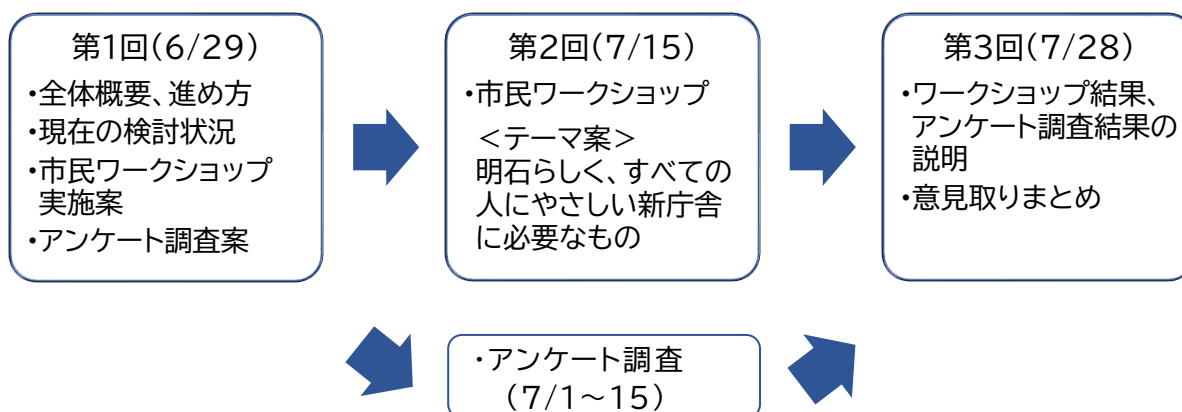 第1回(6/29)
・全体概要、進め方
・現在の検討状況
・市民ワークショップ
実施案
・アンケート調査案
第2回(7/15)
・市民ワークショップ
＜テーマ案＞
明石らしく、すべての
人にやさしい新庁舎
に必要なもの
第3回(7/28)
・ワークショップ結果、
アンケート調査結果の
説明
・意見取りまとめ
・アンケート調査
(7/1～15)